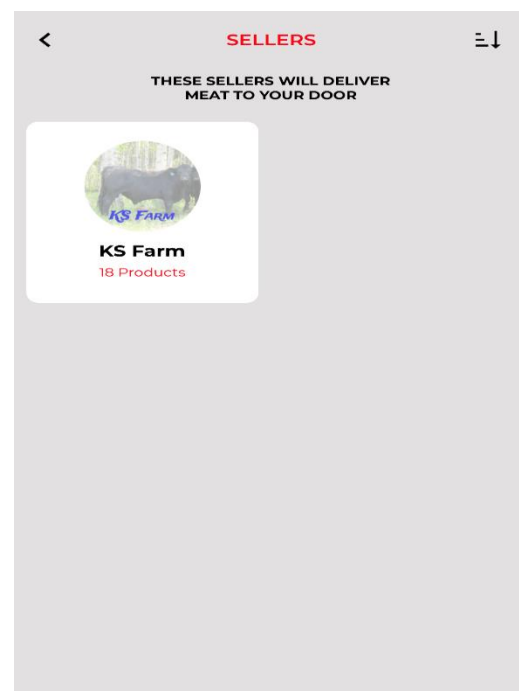 SELLERS
THESE SELLERS WILL DELIVER
MEAT TO YOUR DOOR
KS FARM
KS Farm
18 Products